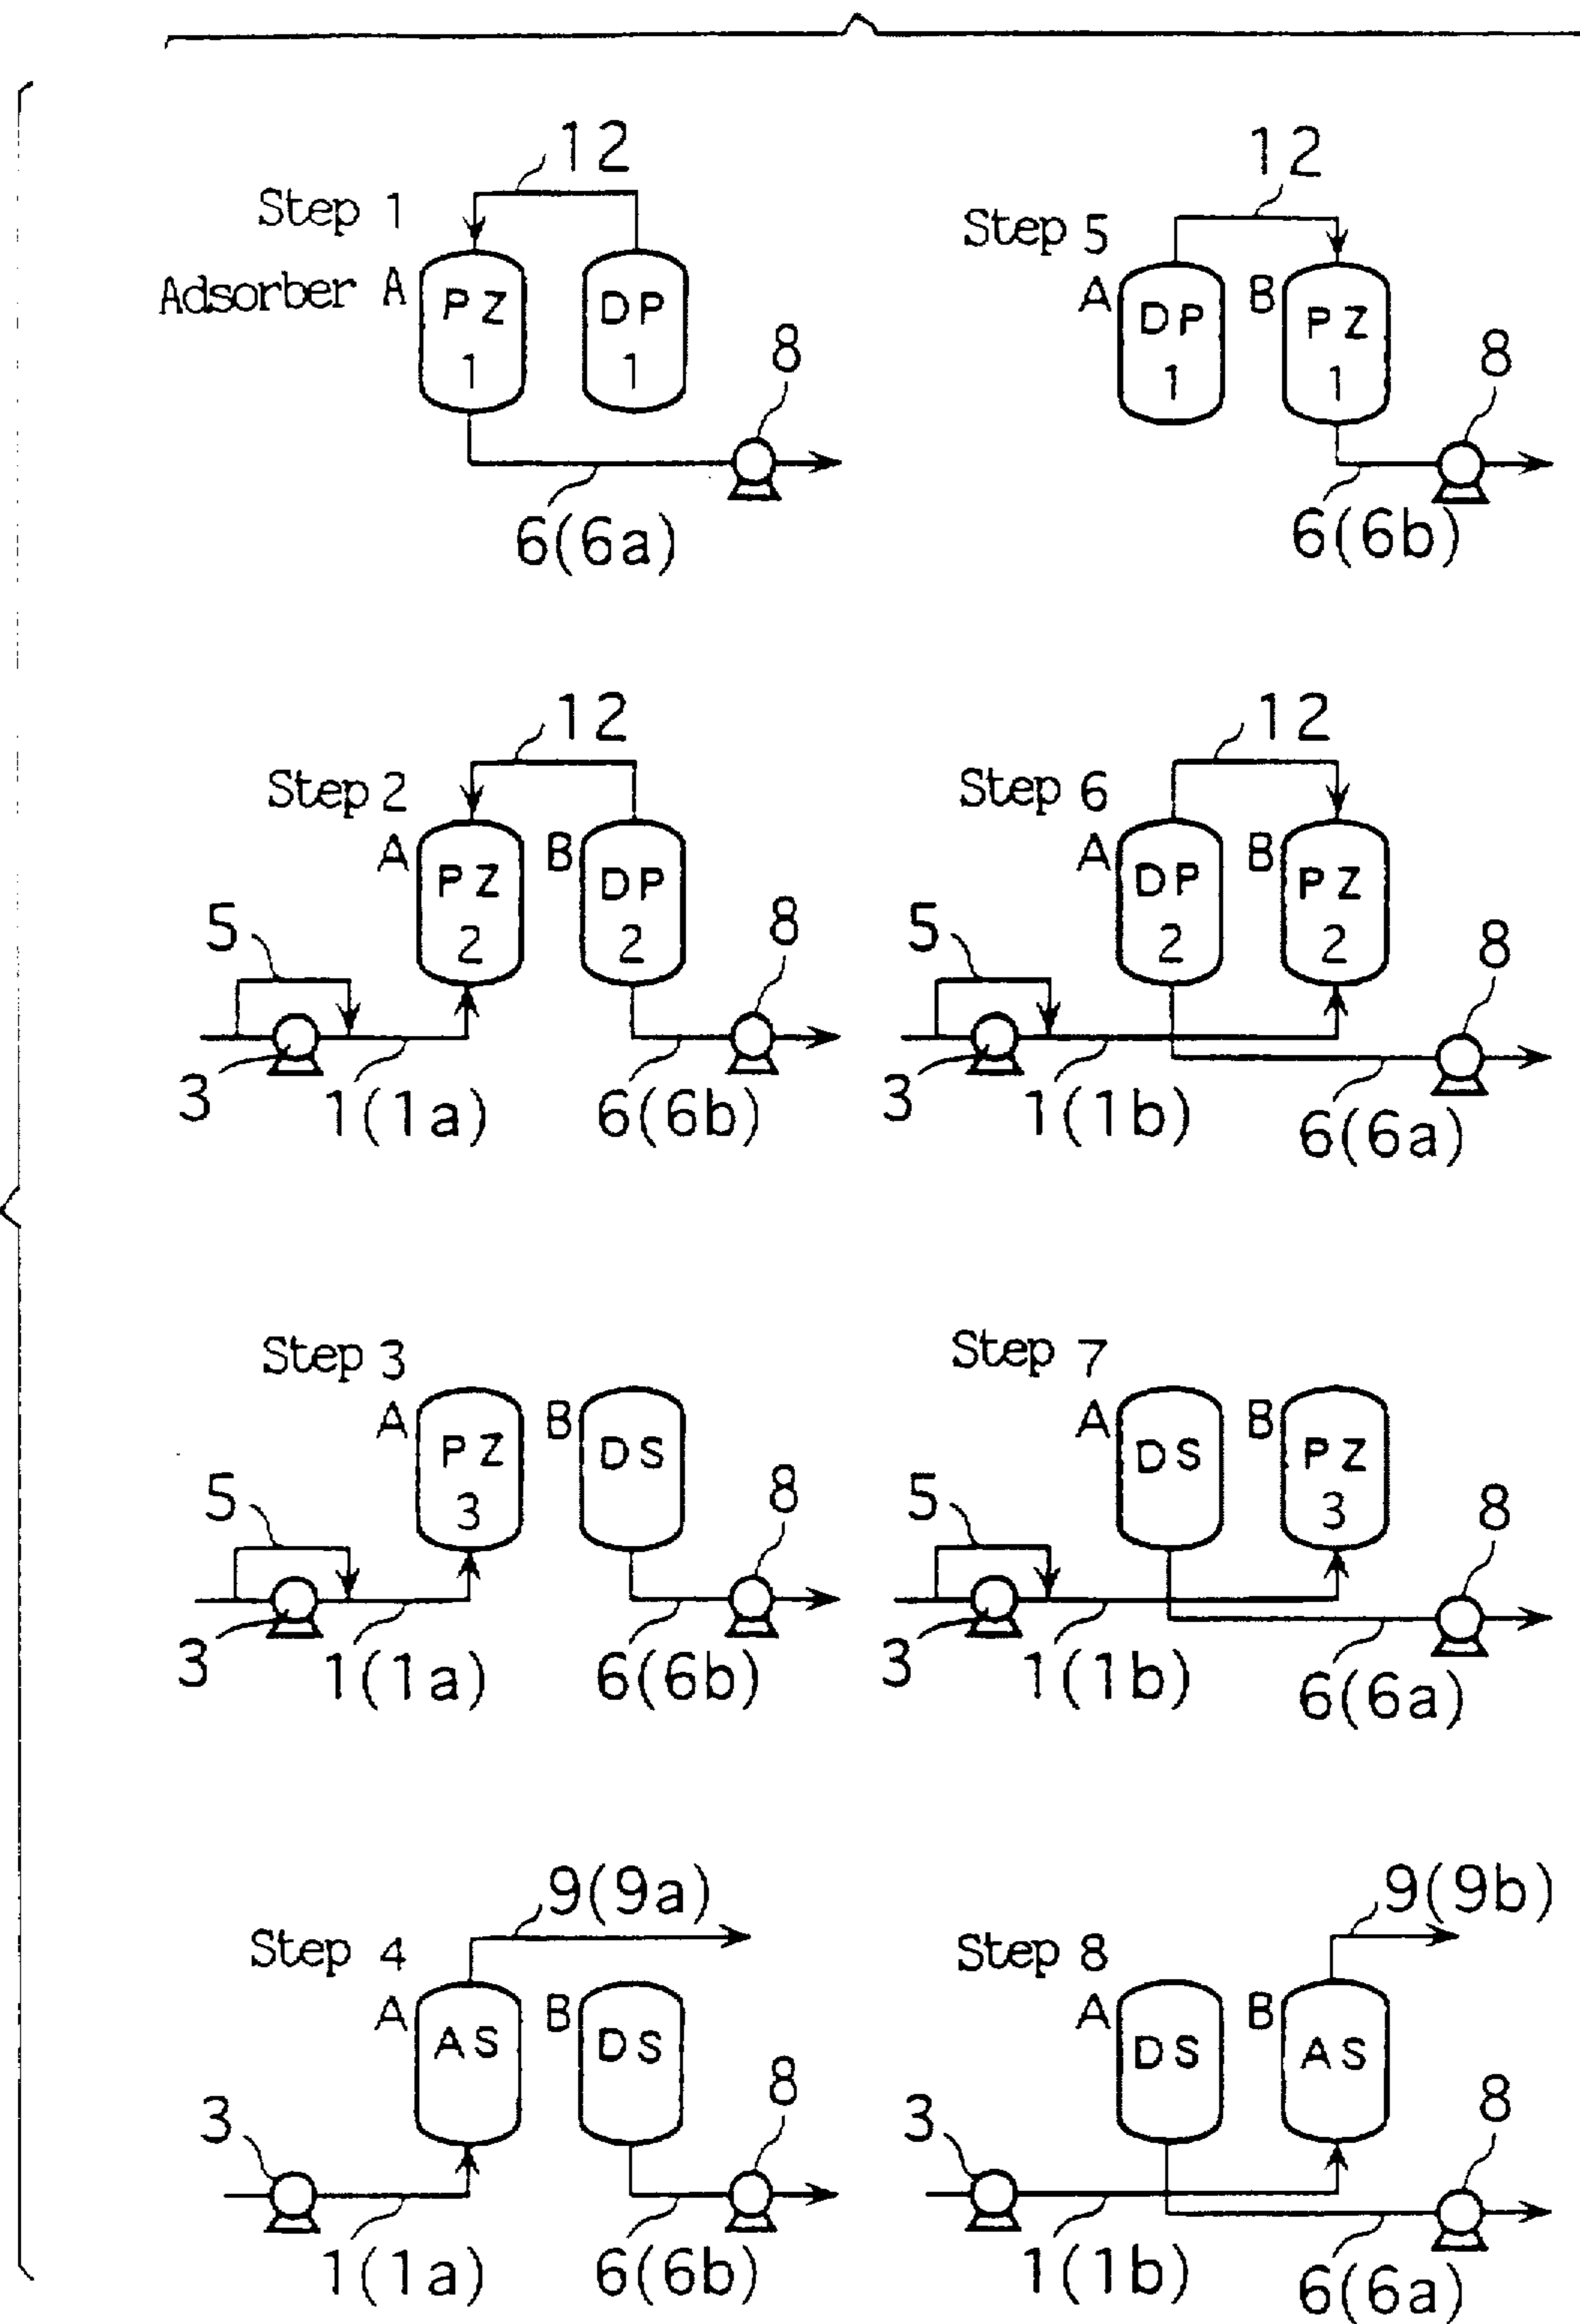 12
Step 1
Adsorber A
PZ
1
DP
1
8
6(6a)
12
Step 5
A
DP
1
B
PZ
1
8
6(6b)
12
Step 2
A
PZ
2
B
DP
2
5
8
3
1(1a)
6(6b)
12
Step 6
A
DP
2
B
PZ
2
5
8
3
1(1b)
6(6a)
Step 3
A
PZ
3
B
DS
5
8
3
1(1a)
6(6b)
Step 7
A
DS
B
PZ
3
5
8
3
1(1b)
6(6a)
9(9a)
Step 4
A
AS
B
DS
3
8
1(1a)
6(6b)
9(9b)
Step 8
A
DS
B
AS
3
8
1(1b)
6(6a)